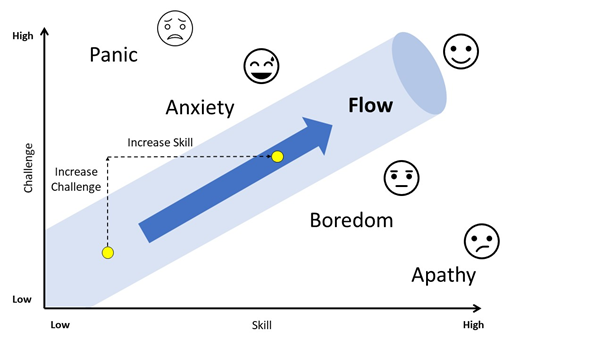 High
Panic
Anxiety
Flow
Increase Skill
Increase
Challenge
Challenge
Boredom
Apathy
Low
Low
Skill
High